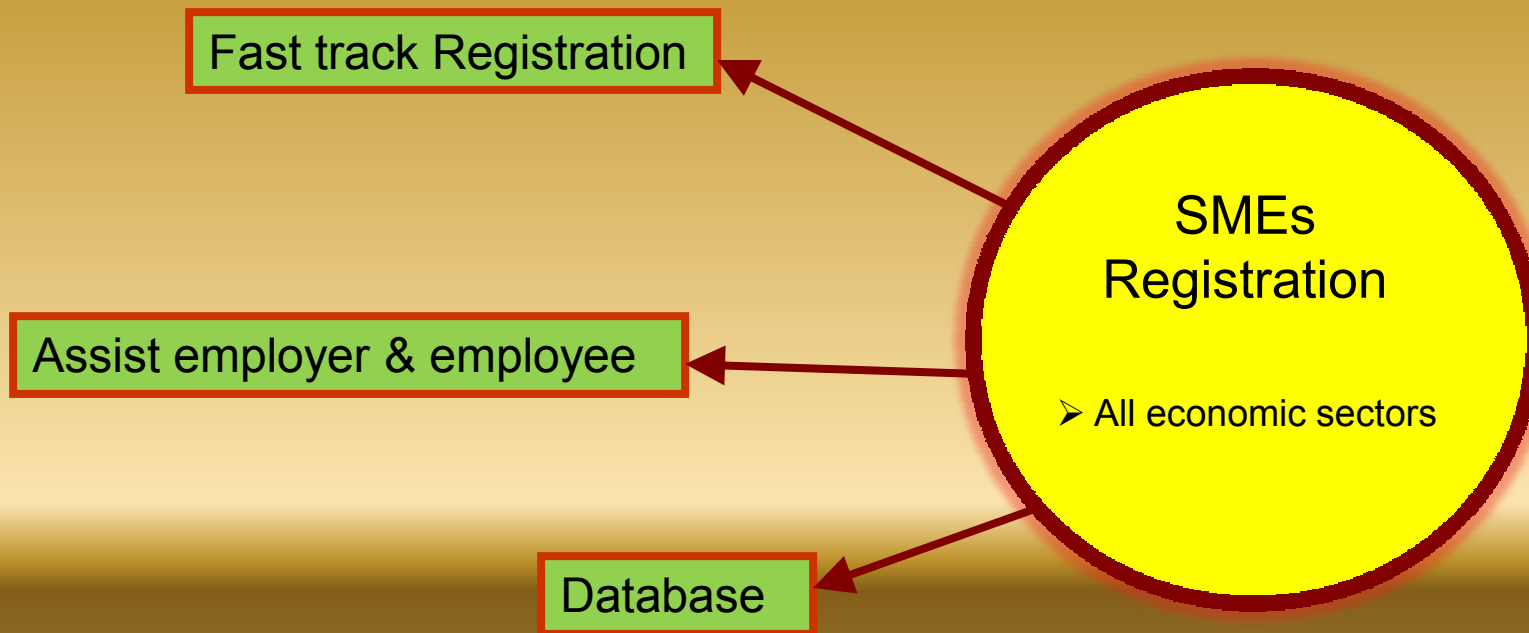 Fast track Registration
SMEs
Registration
Assist employer & employee
➢ All economic sectors
Database